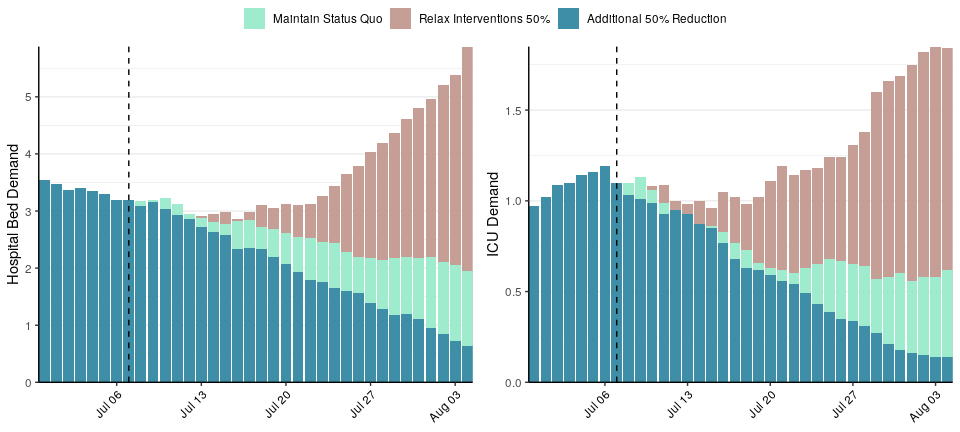 Maintain Status Quo Relax Interventions 50% Additional 50% Reduction
Hospital Bed Demand
5
4
3
2
1
0
Jul 06 Jul 13 Jul 20 Jul 27 Aug 03
ICU Demand
1.5
1.0
0.5
0.0
Jul 06 Jul 13 Jul 20 Jul 27 Aug 03